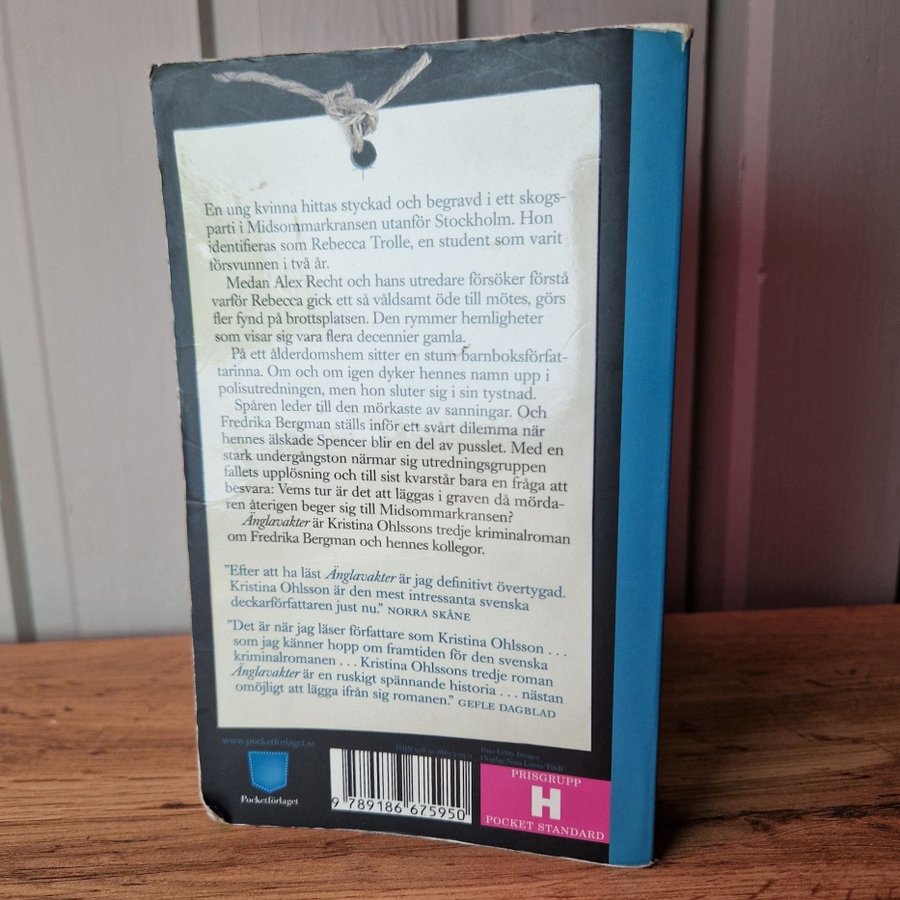 En ung kvinna hittas styckad och begravd i ett skogs-
parti i Midsommarkransen utanför Stockholm. Hon
identifieras som Rebecca Trolle, en student som varit
försvunnen i två år.
Medan Alex Recht och hans utredare försöker förstå
varför Rebecca gick ett så våldsamt öde till mötes, görs
fler fynd på brottsplatsen. Den rymmer hemligheter
som visar sig vara flera decennier gamla.
På ett ålderdomshem sitter en stum barnboksförfat-
tarinna. Om och om igen dyker hennes namn upp i
polisutredningen, men hon sluter sig i sin tystnad.
Spåren leder till den mörkaste av sanningar. Och
Fredrika Bergman ställs inför ett svårt dilemma när
hennes älskade Spencer blir en del av pusslet. Med en
stark undergångston närmar sig utredningsgruppen
fallets upplösning och till sist kvarstår bara en fråga att
besvara: Vems tur är det att läggas i graven då mörda-
ren återigen beger sig till Midsommarkransen?
Änglavakter är Kristina Ohlssons tredje kriminalroman
om Fredrika Bergman och hennes kollegor.
"Efter att ha läst Änglavakter är jag definitivt övertygad.
Kristina Ohlsson är den mest intressanta svenska
deckarförfattaren just nu." NORRA SKÅNE
"Det är när jag läser författare som Kristina Ohlsson . . .
som jag känner hopp om framtiden för den svenska
kriminalromanen . . . Kristina Ohlssons tredje roman
Änglavakter är en ruskigt spännande historia . . . nästan
omöjligt att lägga ifrån sig romanen." GEFLE DAGBLAD
www.pocketforlaget.se
Pocketförlaget
ISBN
9 789186 675950
Foto Getty Images
Omslag Nina
PRISGRUPP
H
POCKET STANDARD